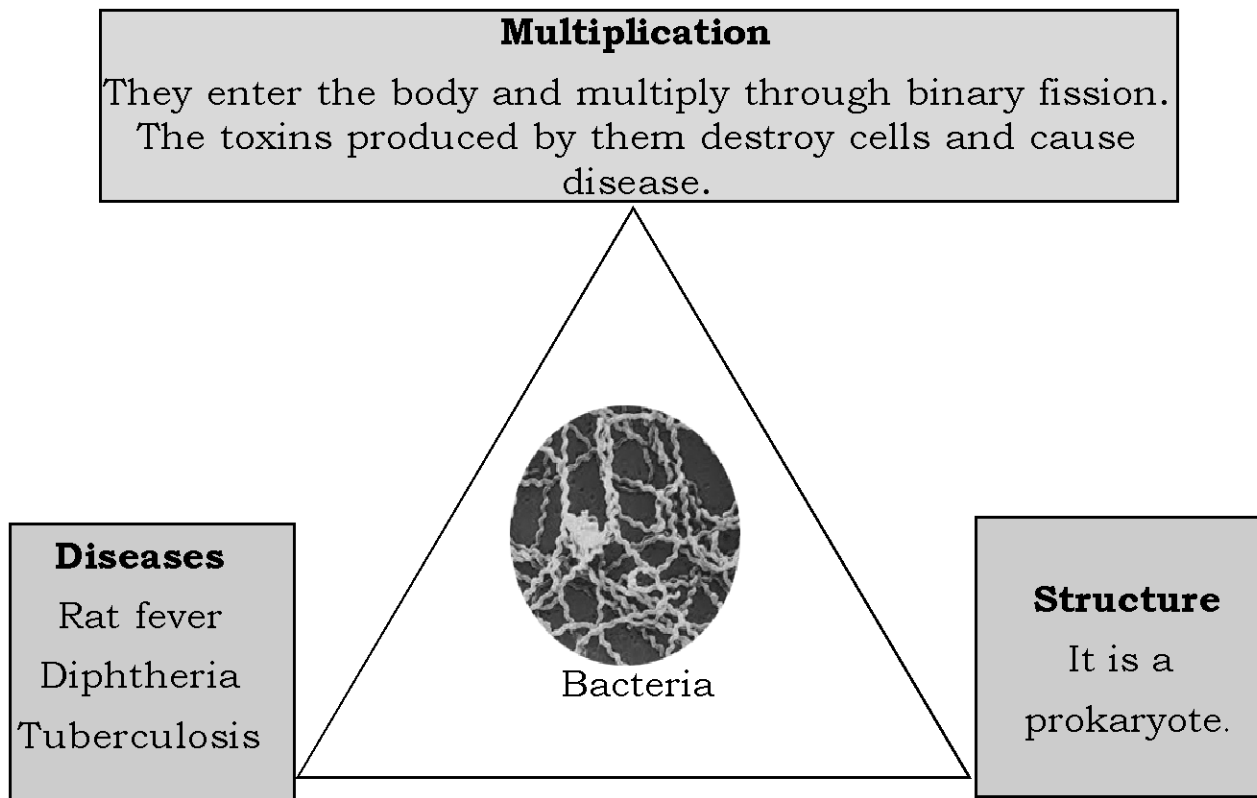 Multiplication
They enter the body and multiply through binary fission.
The toxins produced by them destroy cells and cause
disease.
Diseases
Rat fever
Diphtheria
Tuberculosis
Bacteria
Structure
It is a
prokaryote.